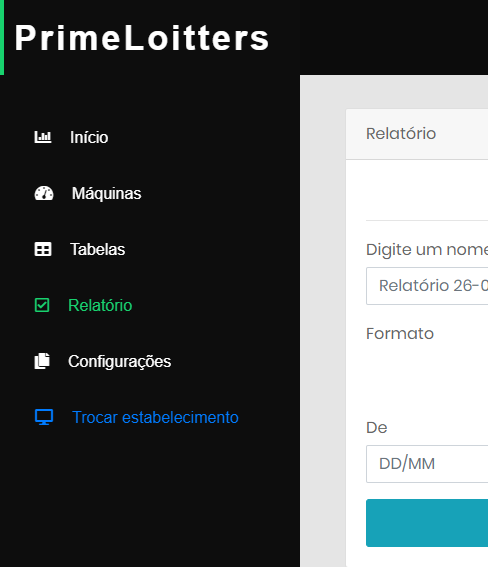 PrimeLoitters
Início
Máquinas
Tabelas
Relatório
Configurações
Trocar estabelecimento
Relatório
Digite um nome
Relatório 26-0
Formato
De
DD/MM